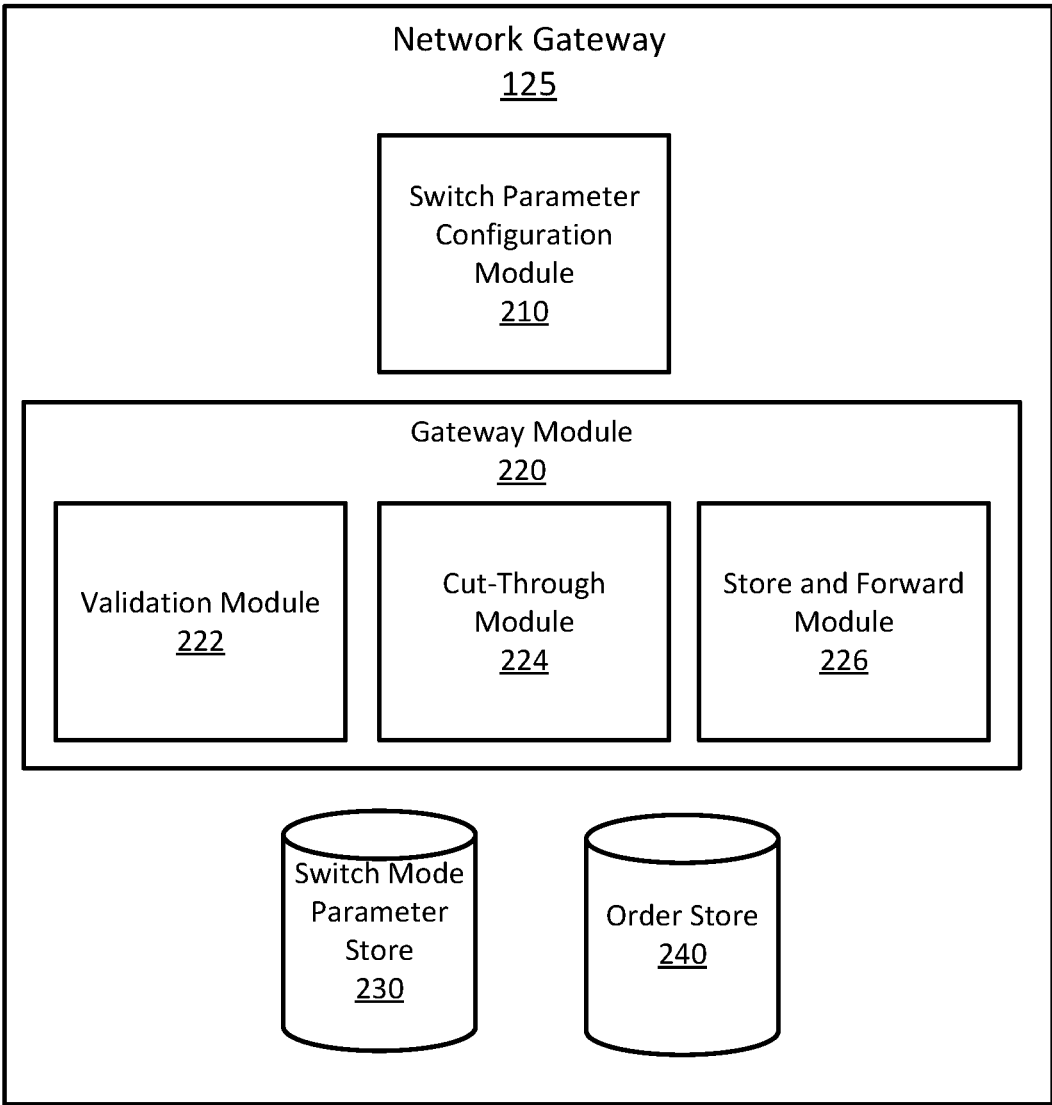 Network Gateway
125
Switch Parameter
Configuration
Module
210
Gateway Module
220
Validation Module
222
Cut-Through
Module
224
Store and Forward
Module
226
Switch Mode
Parameter
Store
230
Order Store
240